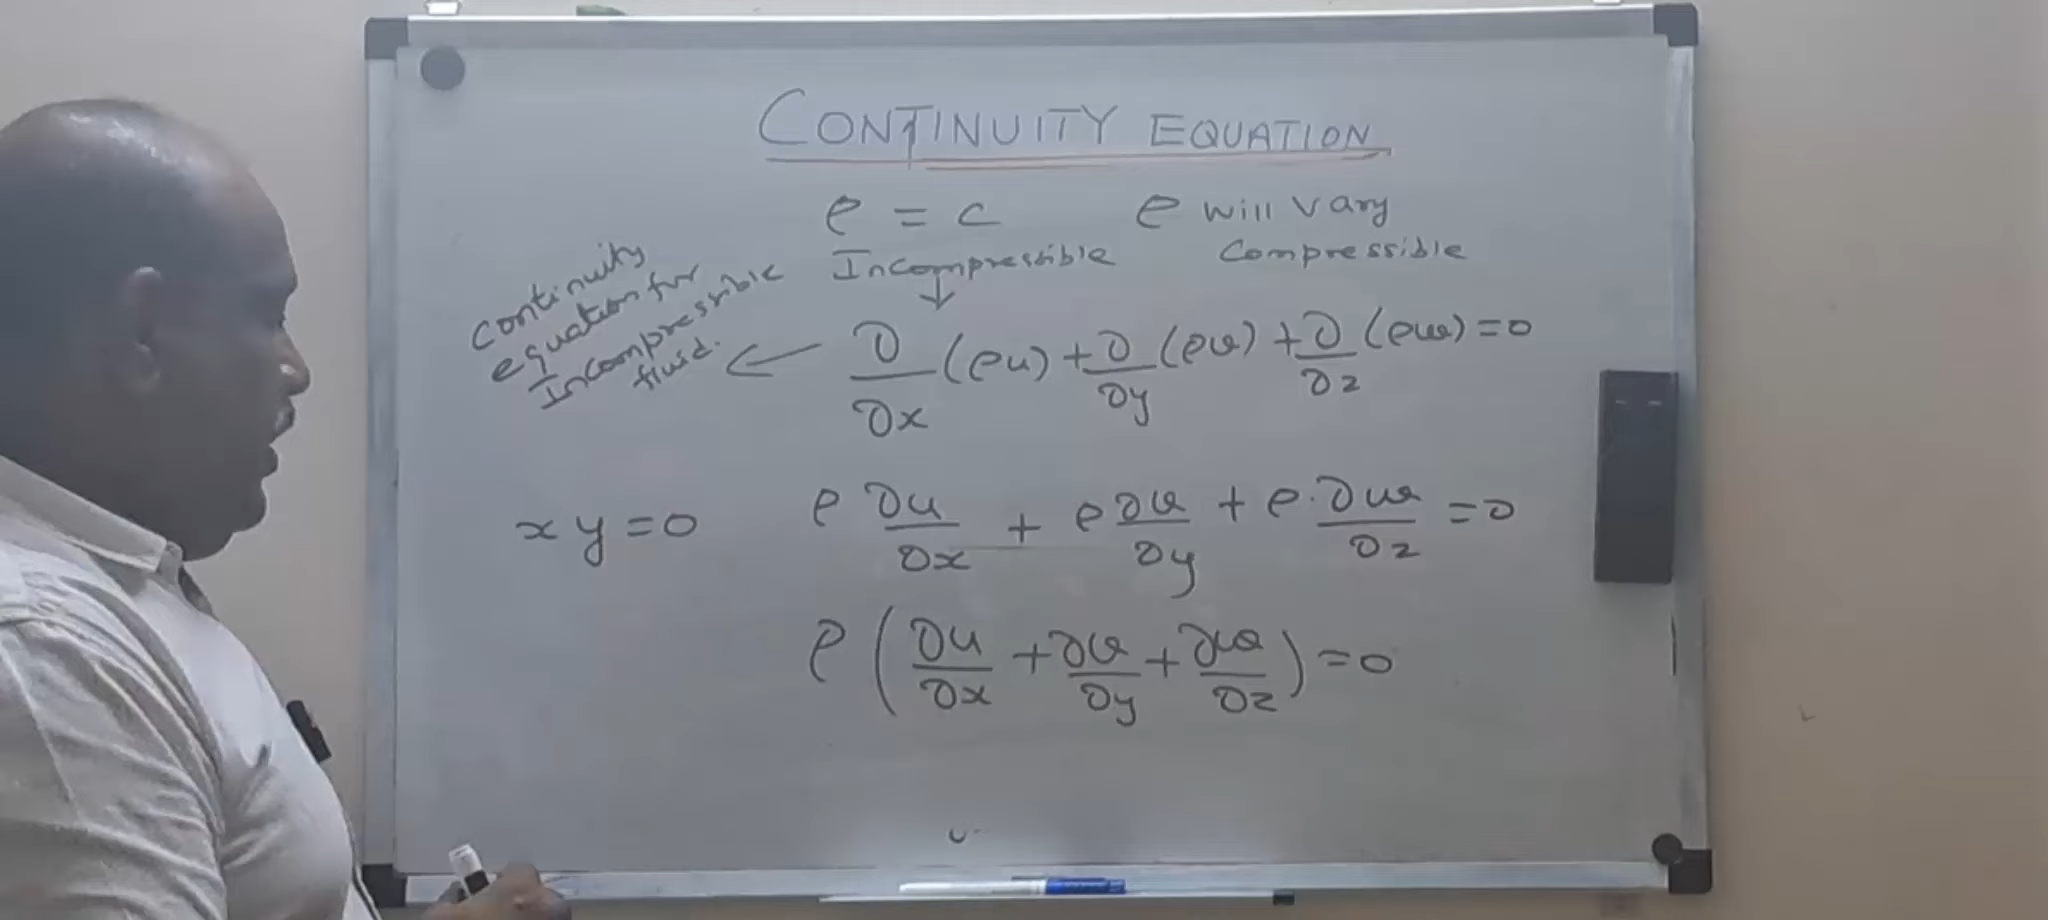 CONTINUITY EQUATION
ρ = c
ρ will vary
Incompressible
Compressible
↓
continuity
equation for
Incompressible
fluid.
← ∂/∂x (ρu) + ∂/∂y (ρv) + ∂/∂z (ρw) = 0
xy = 0
ρ ∂u/∂x + ρ ∂v/∂y + ρ · ∂w/∂z = 0
ρ (∂u/∂x + ∂v/∂y + ∂w/∂z) = 0